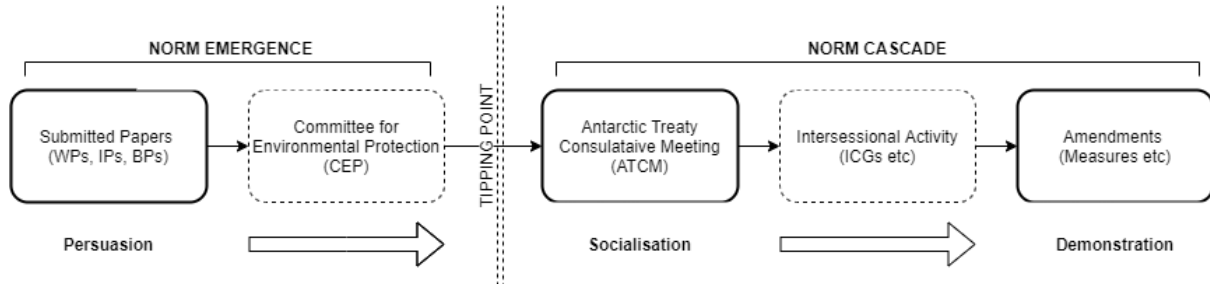 NORM EMERGENCE
NORM CASCADE
Submitted Papers
(WPs, IPs, BPs)
Committee for
Environmental Protection
(CEP)
TIPPING POINT
Antarctic Treaty
Consulataive Meeting
(ATCM)
Intersessional Activity
(ICGs etc)
Amendments
(Measures etc)
Persuasion
Socialisation
Demonstration